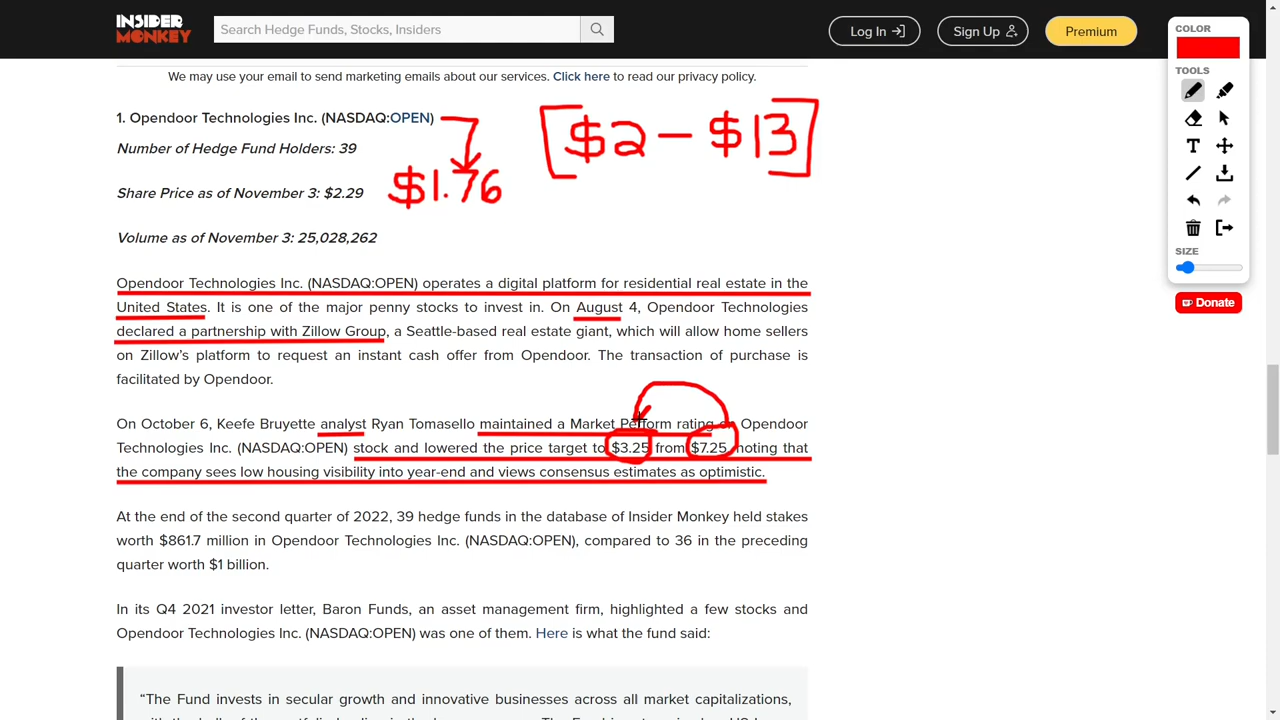 INSIDER
MONKEY
Search Hedge Funds, Stocks, Insiders
Log In
Sign Up
Premium
COLOR
TOOLS
T
SIZE
Donate
We may use your email to send marketing emails about our services. Click here to read our privacy policy.
1. Opendoor Technologies Inc. (NASDAQ:OPEN)
[$2 – $13]
Number of Hedge Fund Holders: 39
$1.76
Share Price as of November 3: $2.29
Volume as of November 3: 25,028,262
Opendoor Technologies Inc. (NASDAQ:OPEN) operates a digital platform for residential real estate in the
United States. It is one of the major penny stocks to invest in. On August 4, Opendoor Technologies
declared a partnership with Zillow Group, a Seattle-based real estate giant, which will allow home sellers
on Zillow’s platform to request an instant cash offer from Opendoor. The transaction of purchase is
facilitated by Opendoor.
On October 6, Keefe Bruyette analyst Ryan Tomasello maintained a Market Perform rating on Opendoor
Technologies Inc. (NASDAQ:OPEN) stock and lowered the price target to $3.25 from $7.25 noting that
the company sees low housing visibility into year-end and views consensus estimates as optimistic.
At the end of the second quarter of 2022, 39 hedge funds in the database of Insider Monkey held stakes
worth $861.7 million in Opendoor Technologies Inc. (NASDAQ:OPEN), compared to 36 in the preceding
quarter worth $1 billion.
In its Q4 2021 investor letter, Baron Funds, an asset management firm, highlighted a few stocks and
Opendoor Technologies Inc. (NASDAQ:OPEN) was one of them. Here is what the fund said:
“The Fund invests in secular growth and innovative businesses across all market capitalizations,